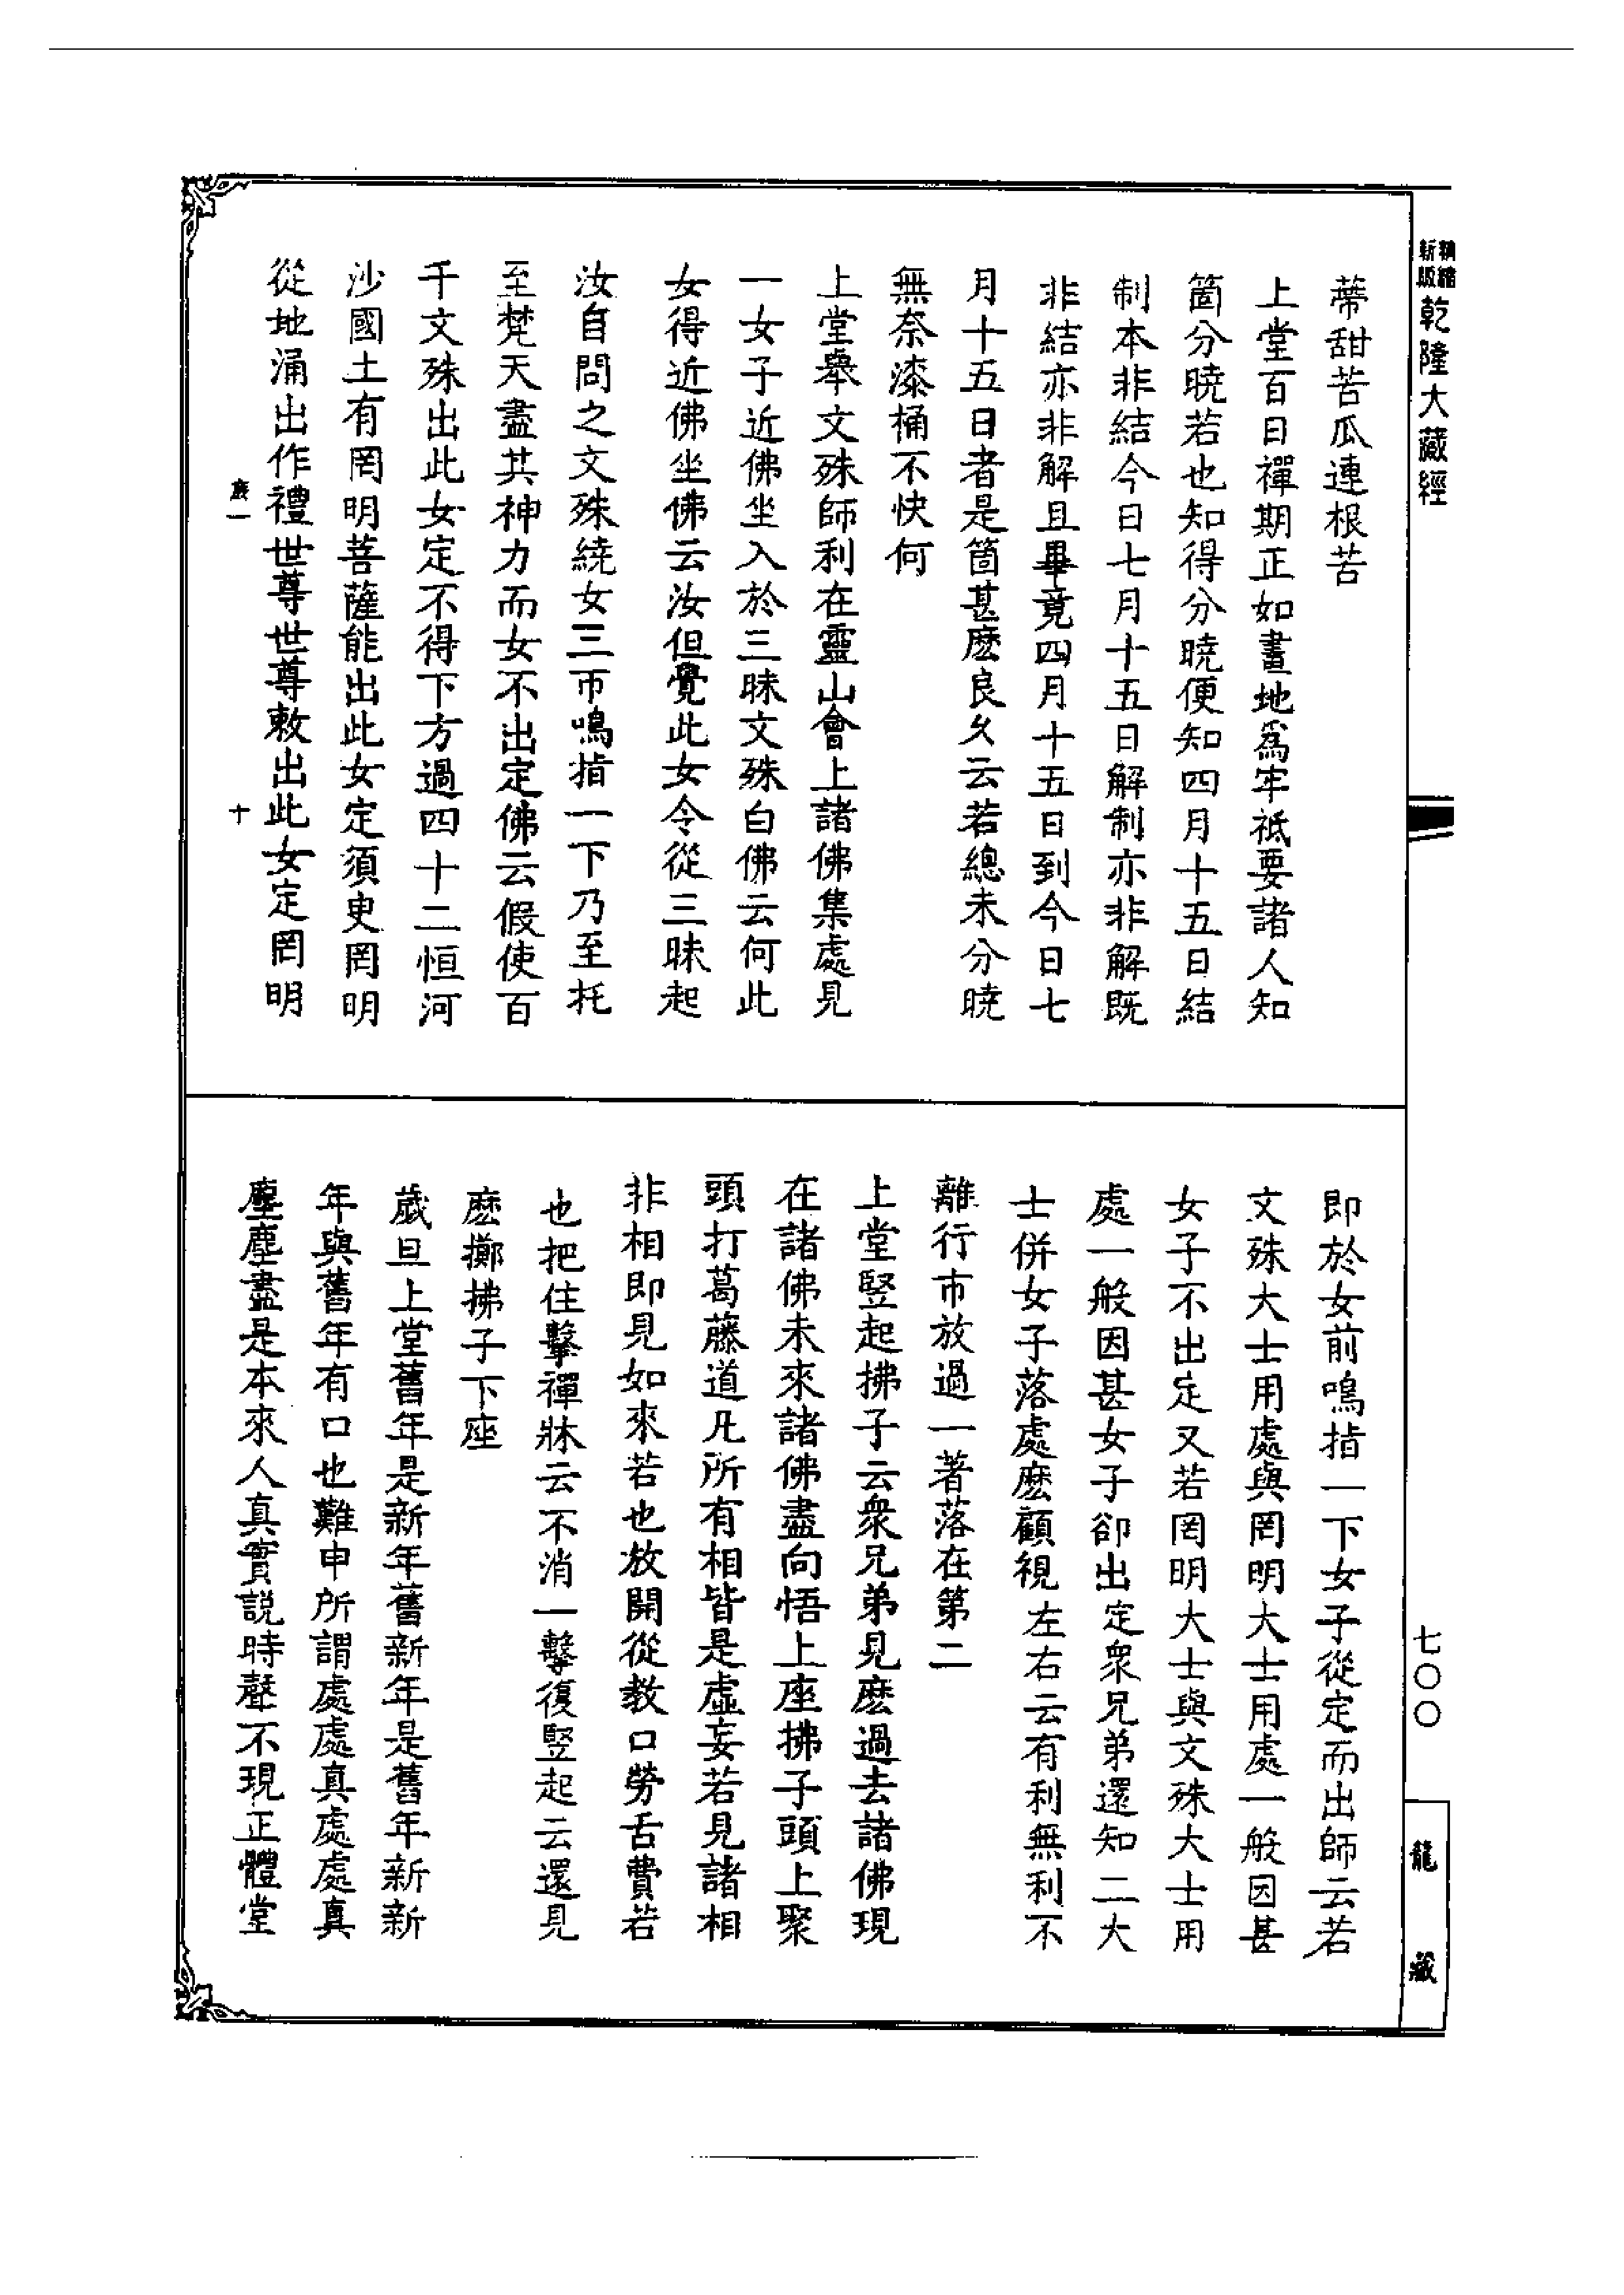 精縮新版乾隆大藏經
蒂甜苦瓜連根苦
上堂百日禪期正如畫地爲牢祇要諸人知
箇分曉若也知得分曉便知四月十五日結
制本非結今日七月十五日解制亦非解既
非結亦非解且畢竟四月十五日到今日七
月十五日者是箇甚麽良久云若總未分曉
無奈漆桶不快何
上堂舉文殊師利在靈山會上諸佛集處見
一女子近佛坐入於三昧文殊白佛云何此
女得近佛坐佛云汝但覺此女令從三昧起
汝自問之文殊繞女三帀鳴指一下乃至托
至梵天盡其神力而女不出定佛云假使百
千文殊出此女定不得下方過四十二恒河
沙國土有罔明菩薩能出此女定須臾罔明
從地涌出作禮世尊世尊敕出此女定罔明
十
即於女前鳴指一下女子從定而出師云若
文殊大士用處與罔明大士用處一般因甚
女子不出定又若罔明大士與文殊大士用
處一般因甚女子卻出定衆兄弟還知二大
士併女子落處麽顧視左右云有利無利不
離行市放過一著落在第二
上堂竪起拂子云衆兄弟見麽過去諸佛現
在諸佛未來諸佛盡向悟上座拂子頭上聚
頭打葛藤道凡所有相皆是虛妄若見諸相
非相即見如來若也放開從教口勞舌費若
也把住擊禪牀云不消一擊復竪起云還見
麽擲拂子下座
歲旦上堂舊年是新年舊新年是舊年新新
年與舊年有口也難申所謂處處真處處真
塵塵盡是本來人真實說時聲不現正體堂
七〇〇
龍藏